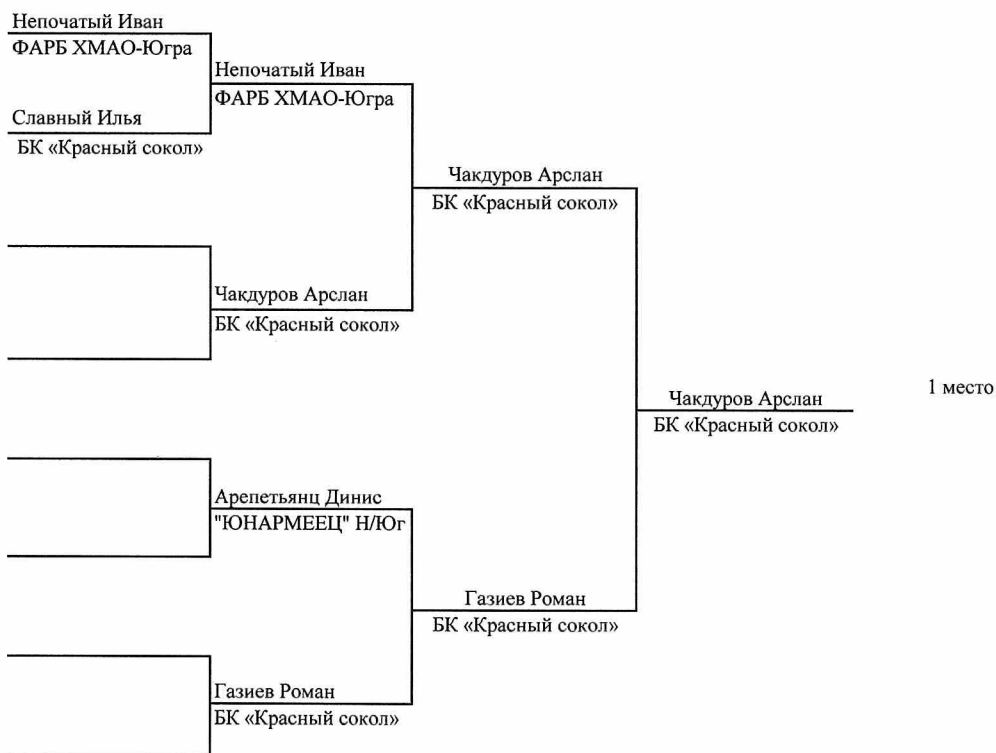 Непочатый Иван
ФАРБ ХМАО-Югра
Непочатый Иван
ФАРБ ХМАО-Югра
Славный Илья
БК «Красный сокол»
Чакдуров Арслан
БК «Красный сокол»
Чакдуров Арслан
БК «Красный сокол»
1 место
Чакдуров Арслан
БК «Красный сокол»
Арепетьянц Динис
"ЮНАРМЕЕЦ" Н/Юг
Газиев Роман
БК «Красный сокол»
Газиев Роман
БК «Красный сокол»